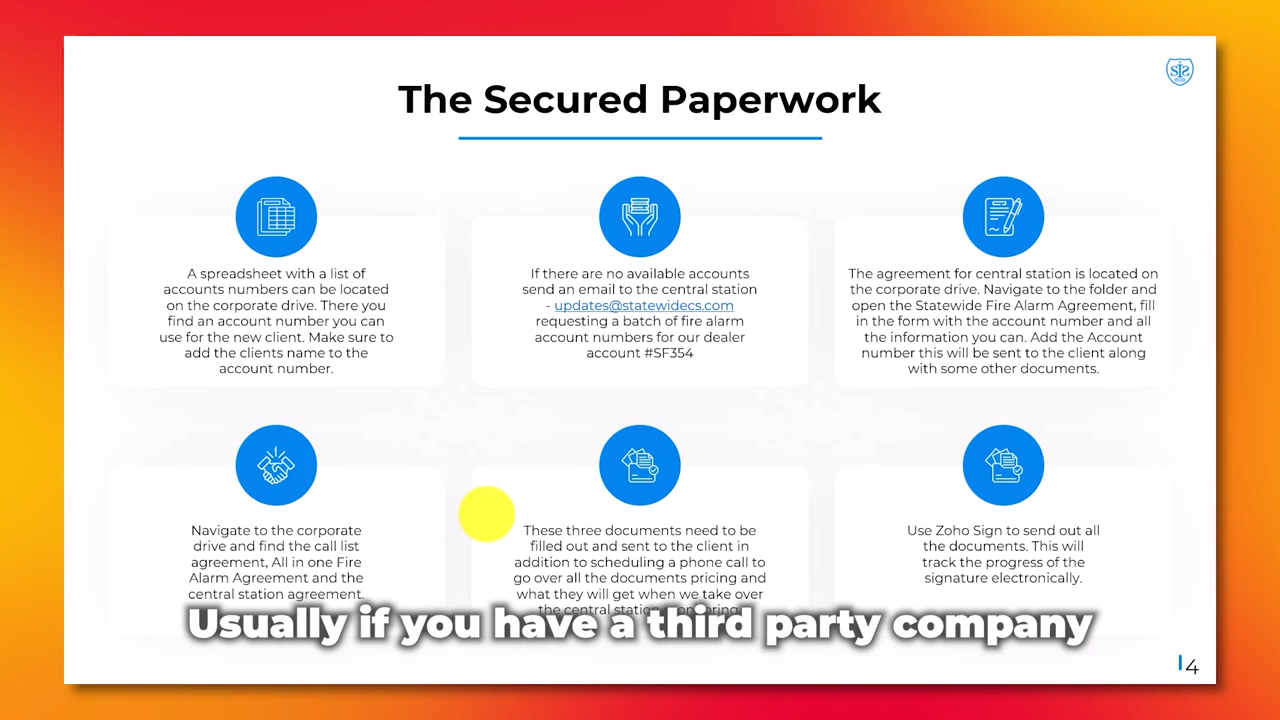 The Secured Paperwork
A spreadsheet with a list of
accounts numbers can be located
on the corporate drive. There you
find an account number you can
use for the new client. Make sure to
add the clients name to the
account number.
If there are no available accounts
send an email to the central station
- updates@statewidecs.com
requesting a batch of fire alarm
account numbers for our dealer
account #SF354
The agreement for central station is located on
the corporate drive. Navigate to the folder and
open the Statewide Fire Alarm Agreement, fill
in the form with the account number and all
the information you can. Add the Account
number this will be sent to the client along
with some other documents.
Navigate to the corporate
drive and find the call list
agreement, All in one Fire
Alarm Agreement and the
central station agreement.
These three documents need to be
filled out and sent to the client in
addition to scheduling a phone call to
go over all the documents pricing and
what they will get when we take over
the central station
Use Zoho Sign to send out all
the documents. This will
track the progress of the
signature electronically.
Usually if you have a third party company
4